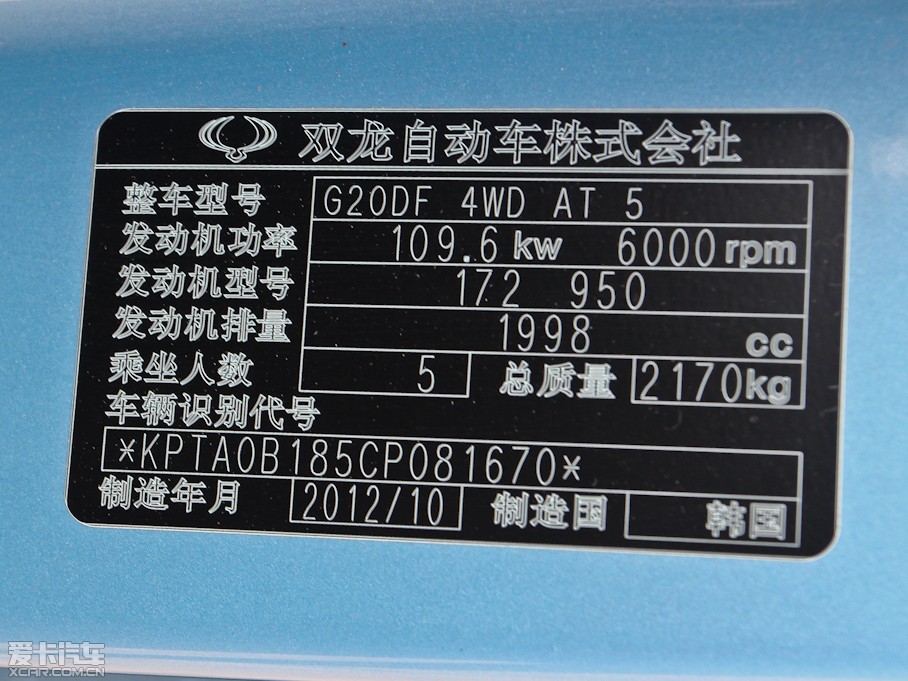 双龙自动车株式会社
整车型号 G20DF 4WD AT 5
发动机功率 109.6 kw 6000 rpm
发动机型号 172 950
发动机排量 1998 cc
乘坐人数 5 总质量 2170kg
车辆识别代号
*KPTA0B185CP081670*
制造年月 2012/10 制造国 韩国
爱卡汽车
XCAR.COM.CN